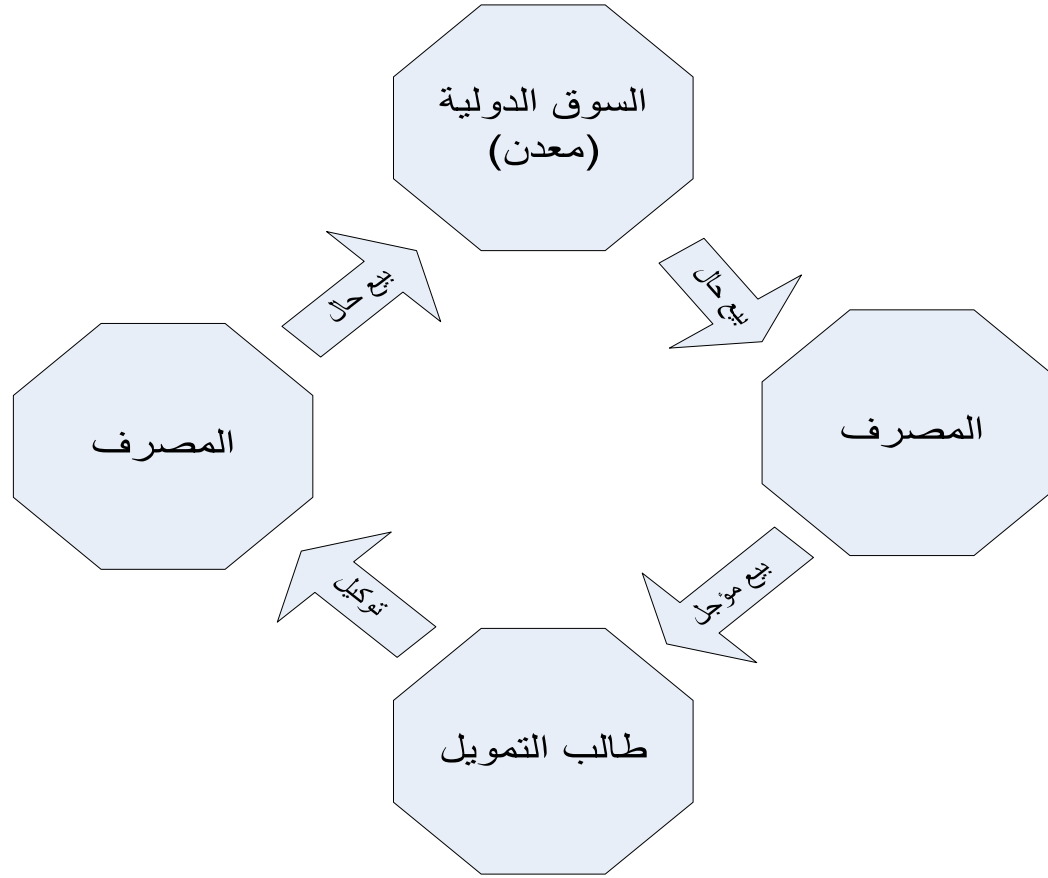 السوق الدولية
(معدن)
بيع حال
بيع حال
المصرف
المصرف
بيع مؤجل
توكيل
طالب التمويل